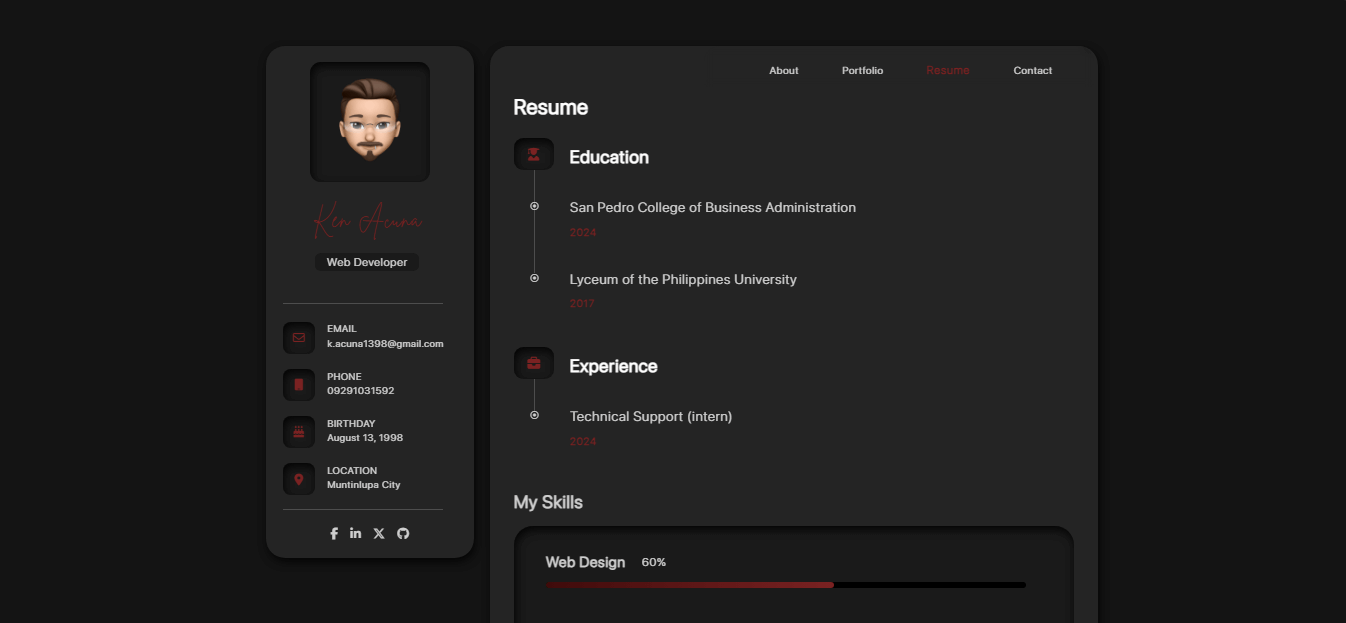 Ken Acuna
Web Developer
EMAIL
k.acuna1398@gmail.com
PHONE
09291031592
BIRTHDAY
August 13, 1998
LOCATION
Muntinlupa City
About Portfolio Resume Contact
Resume
Education
San Pedro College of Business Administration
2024
Lyceum of the Philippines University
2017
Experience
Technical Support (intern)
2024
My Skills
Web Design 60%